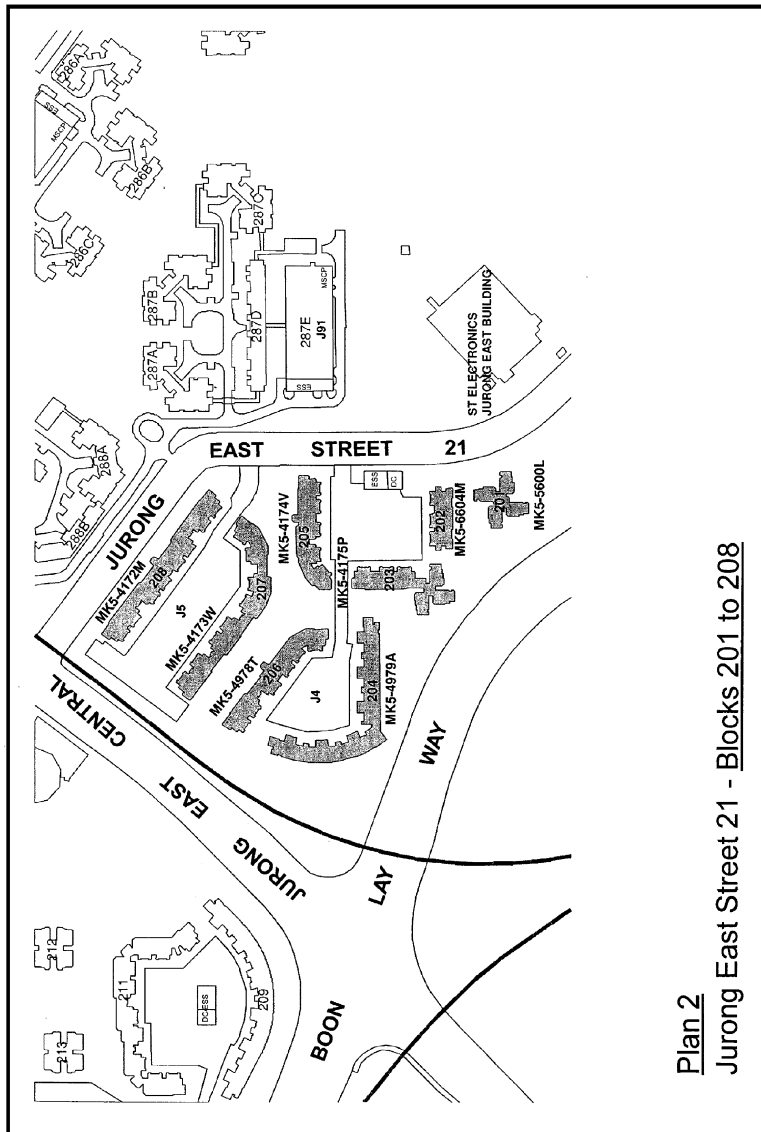 286A
ESS
MSCP
286B
286C
287C
287B
287A
287D
287E
MSCP
J91
ESS
ST ELECTRONICS
JURONG EAST BUILDING
288A
288B
JURONG EAST STREET 21
MK5-4172M
208
J5
MK5-4173W
207
MK5-4174V
205
MK5-4175P
203
ESS
DC
202
MK5-6604M
201
MK5-5600L
MK5-4978T
206
J4
204
MK5-4979A
JURONG EAST CENTRAL
BOON LAY WAY
212
211
213
DC-ESS
209
Plan 2
Jurong East Street 21 - Blocks 201 to 208